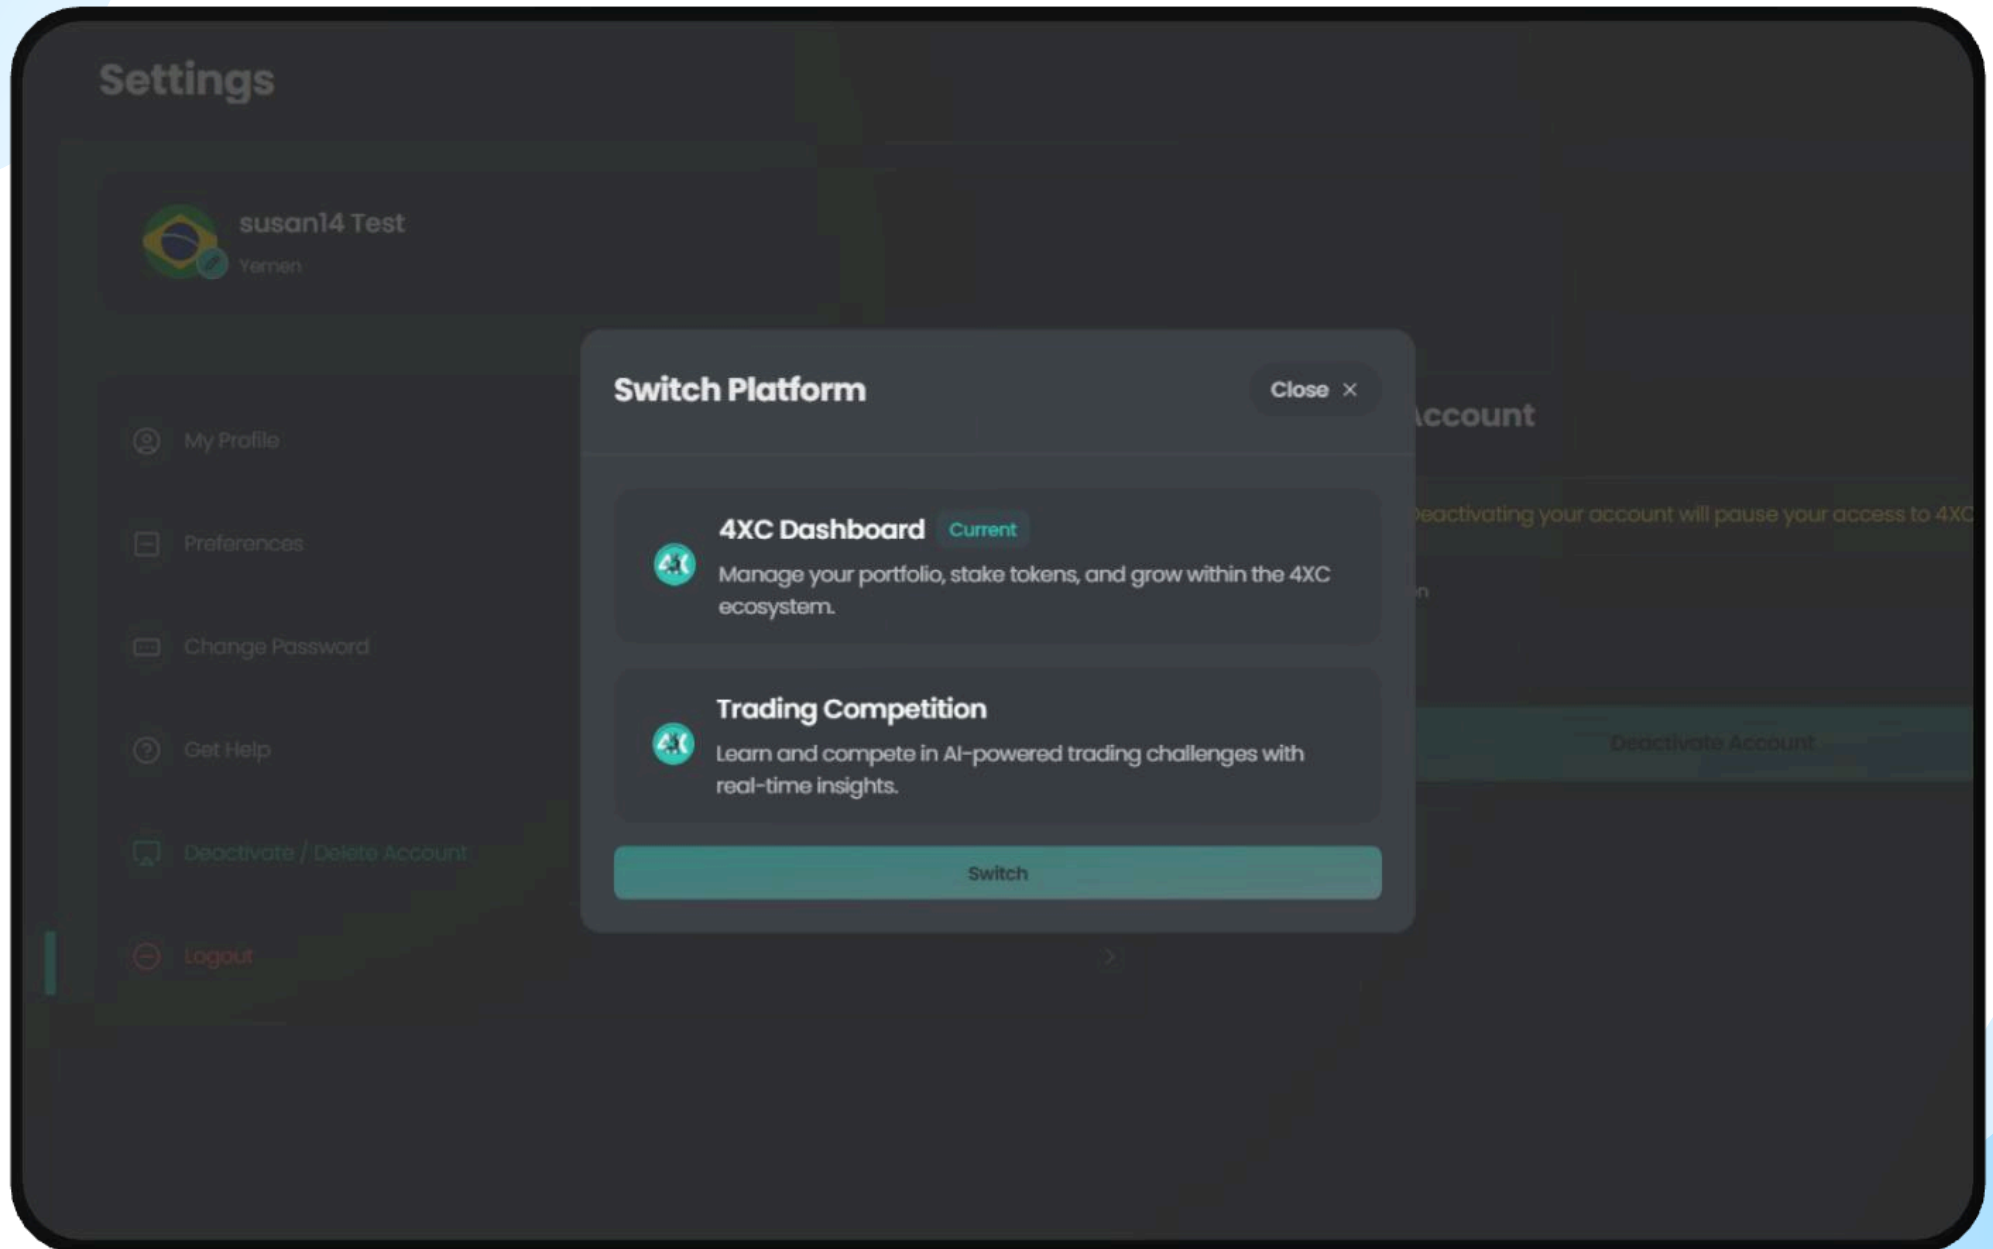 Settings
susan14 Test
Yemen
My Profile
Preferences
Change Password
Get Help
Deactivate / Delete Account
Logout
Switch Platform
Close
4XC Dashboard
Current
Manage your portfolio, stake tokens, and grow within the 4XC
ecosystem.
Trading Competition
Learn and compete in AI-powered trading challenges with
real-time insights.
Switch
Account
Deactivating your account will pause your access to 4XC
Deactivate Account